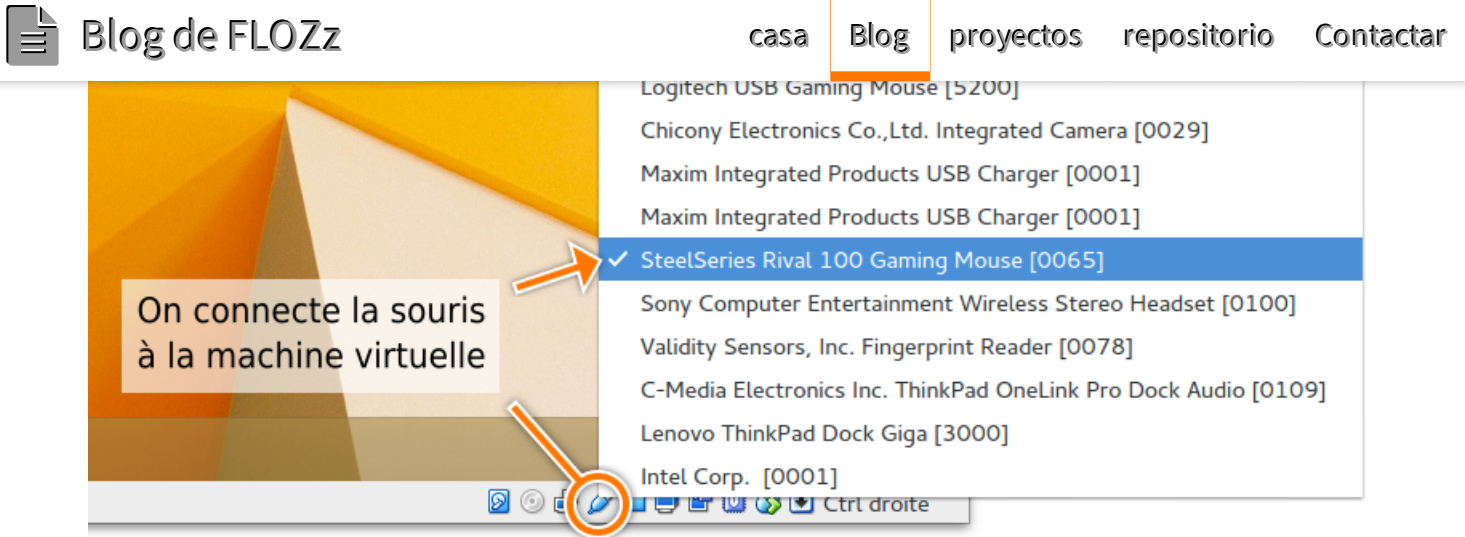 Blog de FLOZz
casa
Blog
proyectos
repositorio
Contactar
Logitech USB Gaming Mouse [5200]
Chicony Electronics Co.,Ltd. Integrated Camera [0029]
Maxim Integrated Products USB Charger [0001]
Maxim Integrated Products USB Charger [0001]
SteelSeries Rival 100 Gaming Mouse [0065]
Sony Computer Entertainment Wireless Stereo Headset [0100]
Validity Sensors, Inc. Fingerprint Reader [0078]
C-Media Electronics Inc. ThinkPad OneLink Pro Dock Audio [0109]
Lenovo ThinkPad Dock Giga [3000]
Intel Corp. [0001]
On connecte la souris
à la machine virtuelle
Ctrl droite